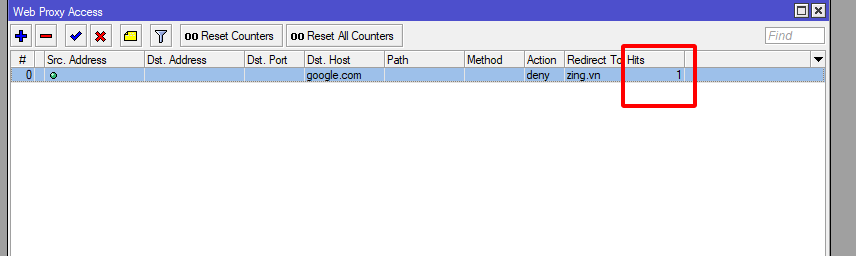 Web Proxy Access
00 Reset Counters 00 Reset All Counters Find
# Src. Address Dst. Address Dst. Port Dst. Host Path Method Action Redirect To Hits
0 google.com deny zing.vn 1